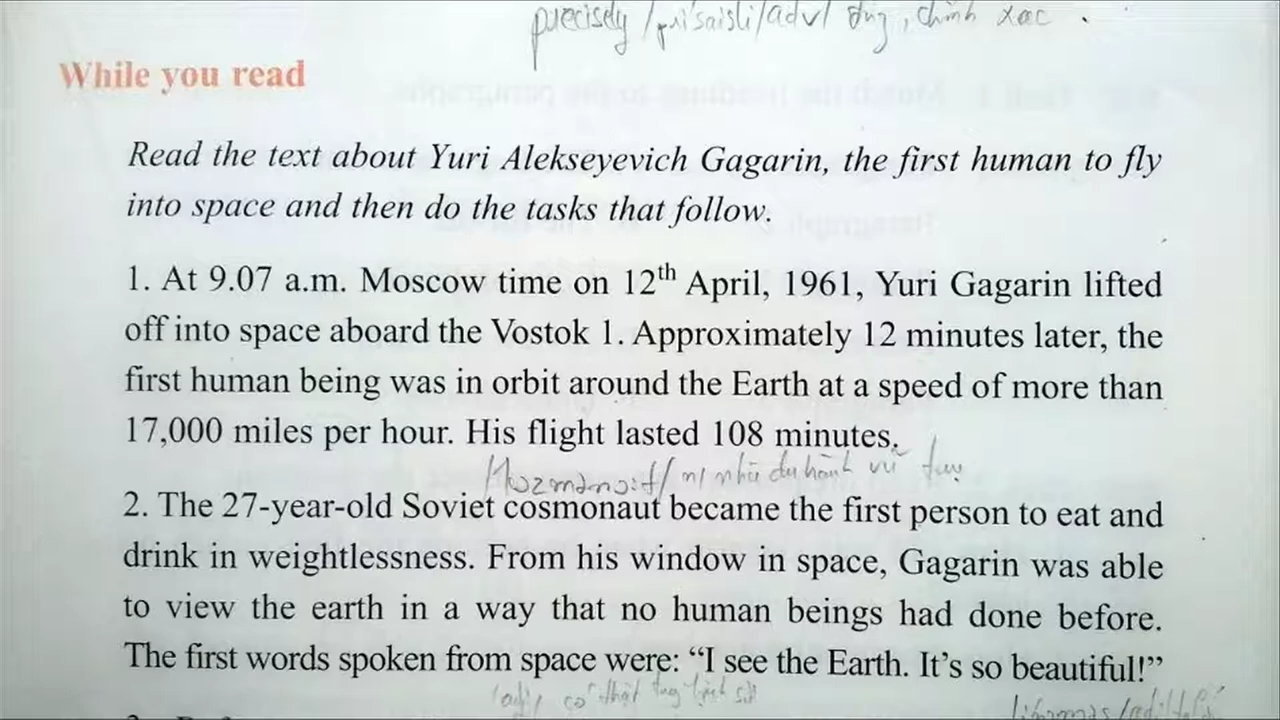 precisely /pri'saisli/adv/ đúng, chính xac.
While you read
Read the text about Yuri Alekseyevich Gagarin, the first human to fly
into space and then do the tasks that follow.
1. At 9.07 a.m. Moscow time on 12th April, 1961, Yuri Gagarin lifted
off into space aboard the Vostok 1. Approximately 12 minutes later, the
first human being was in orbit around the Earth at a speed of more than
17,000 miles per hour. His flight lasted 108 minutes.
/n/ nhà du hành vũ trụ
2. The 27-year-old Soviet cosmonaut became the first person to eat and
drink in weightlessness. From his window in space, Gagarin was able
to view the earth in a way that no human beings had done before.
The first words spoken from space were: “I see the Earth. It’s so beautiful!”
/adj/ có thật